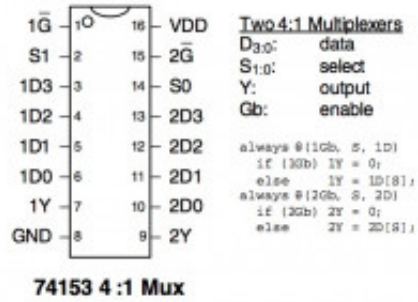 1G̅ 1 16 VDD
S1 2 15 2G̅
1D3 3 14 S0
1D2 4 13 2D3
1D1 5 12 2D2
1D0 6 11 2D1
1Y 7 10 2D0
GND 8 9 2Y
74153 4 :1 Mux
Two 4:1 Multiplexers
D3:0: data
S1:0: select
Y: output
Gb: enable
always @(1Gb, S, 1D)
if (1Gb) 1Y = 0;
else 1Y = 1D[S];
always @(2Gb, S, 2D)
if (2Gb) 2Y = 0;
else 2Y = 2D[S];